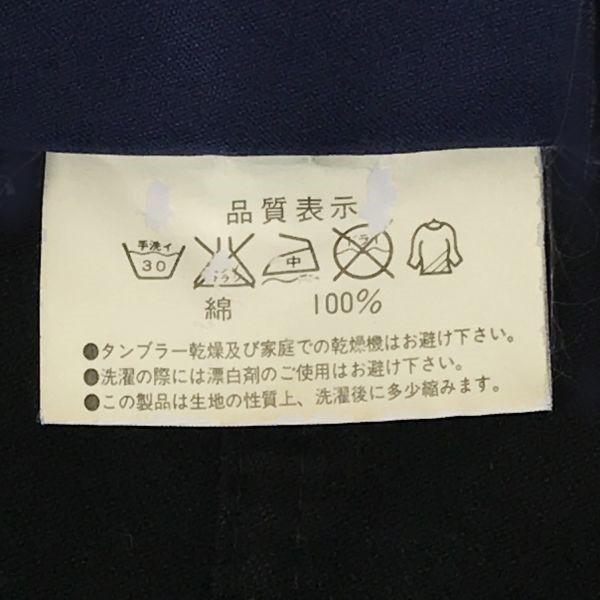 品質表示
手洗イ 30 中 ドライ
綿 100%
●タンブラー乾燥及び家庭での乾燥機はお避け下さい。
●洗濯の際には漂白剤のご使用はお避け下さい。
●この製品は生地の性質上、洗濯後に多少縮みます。